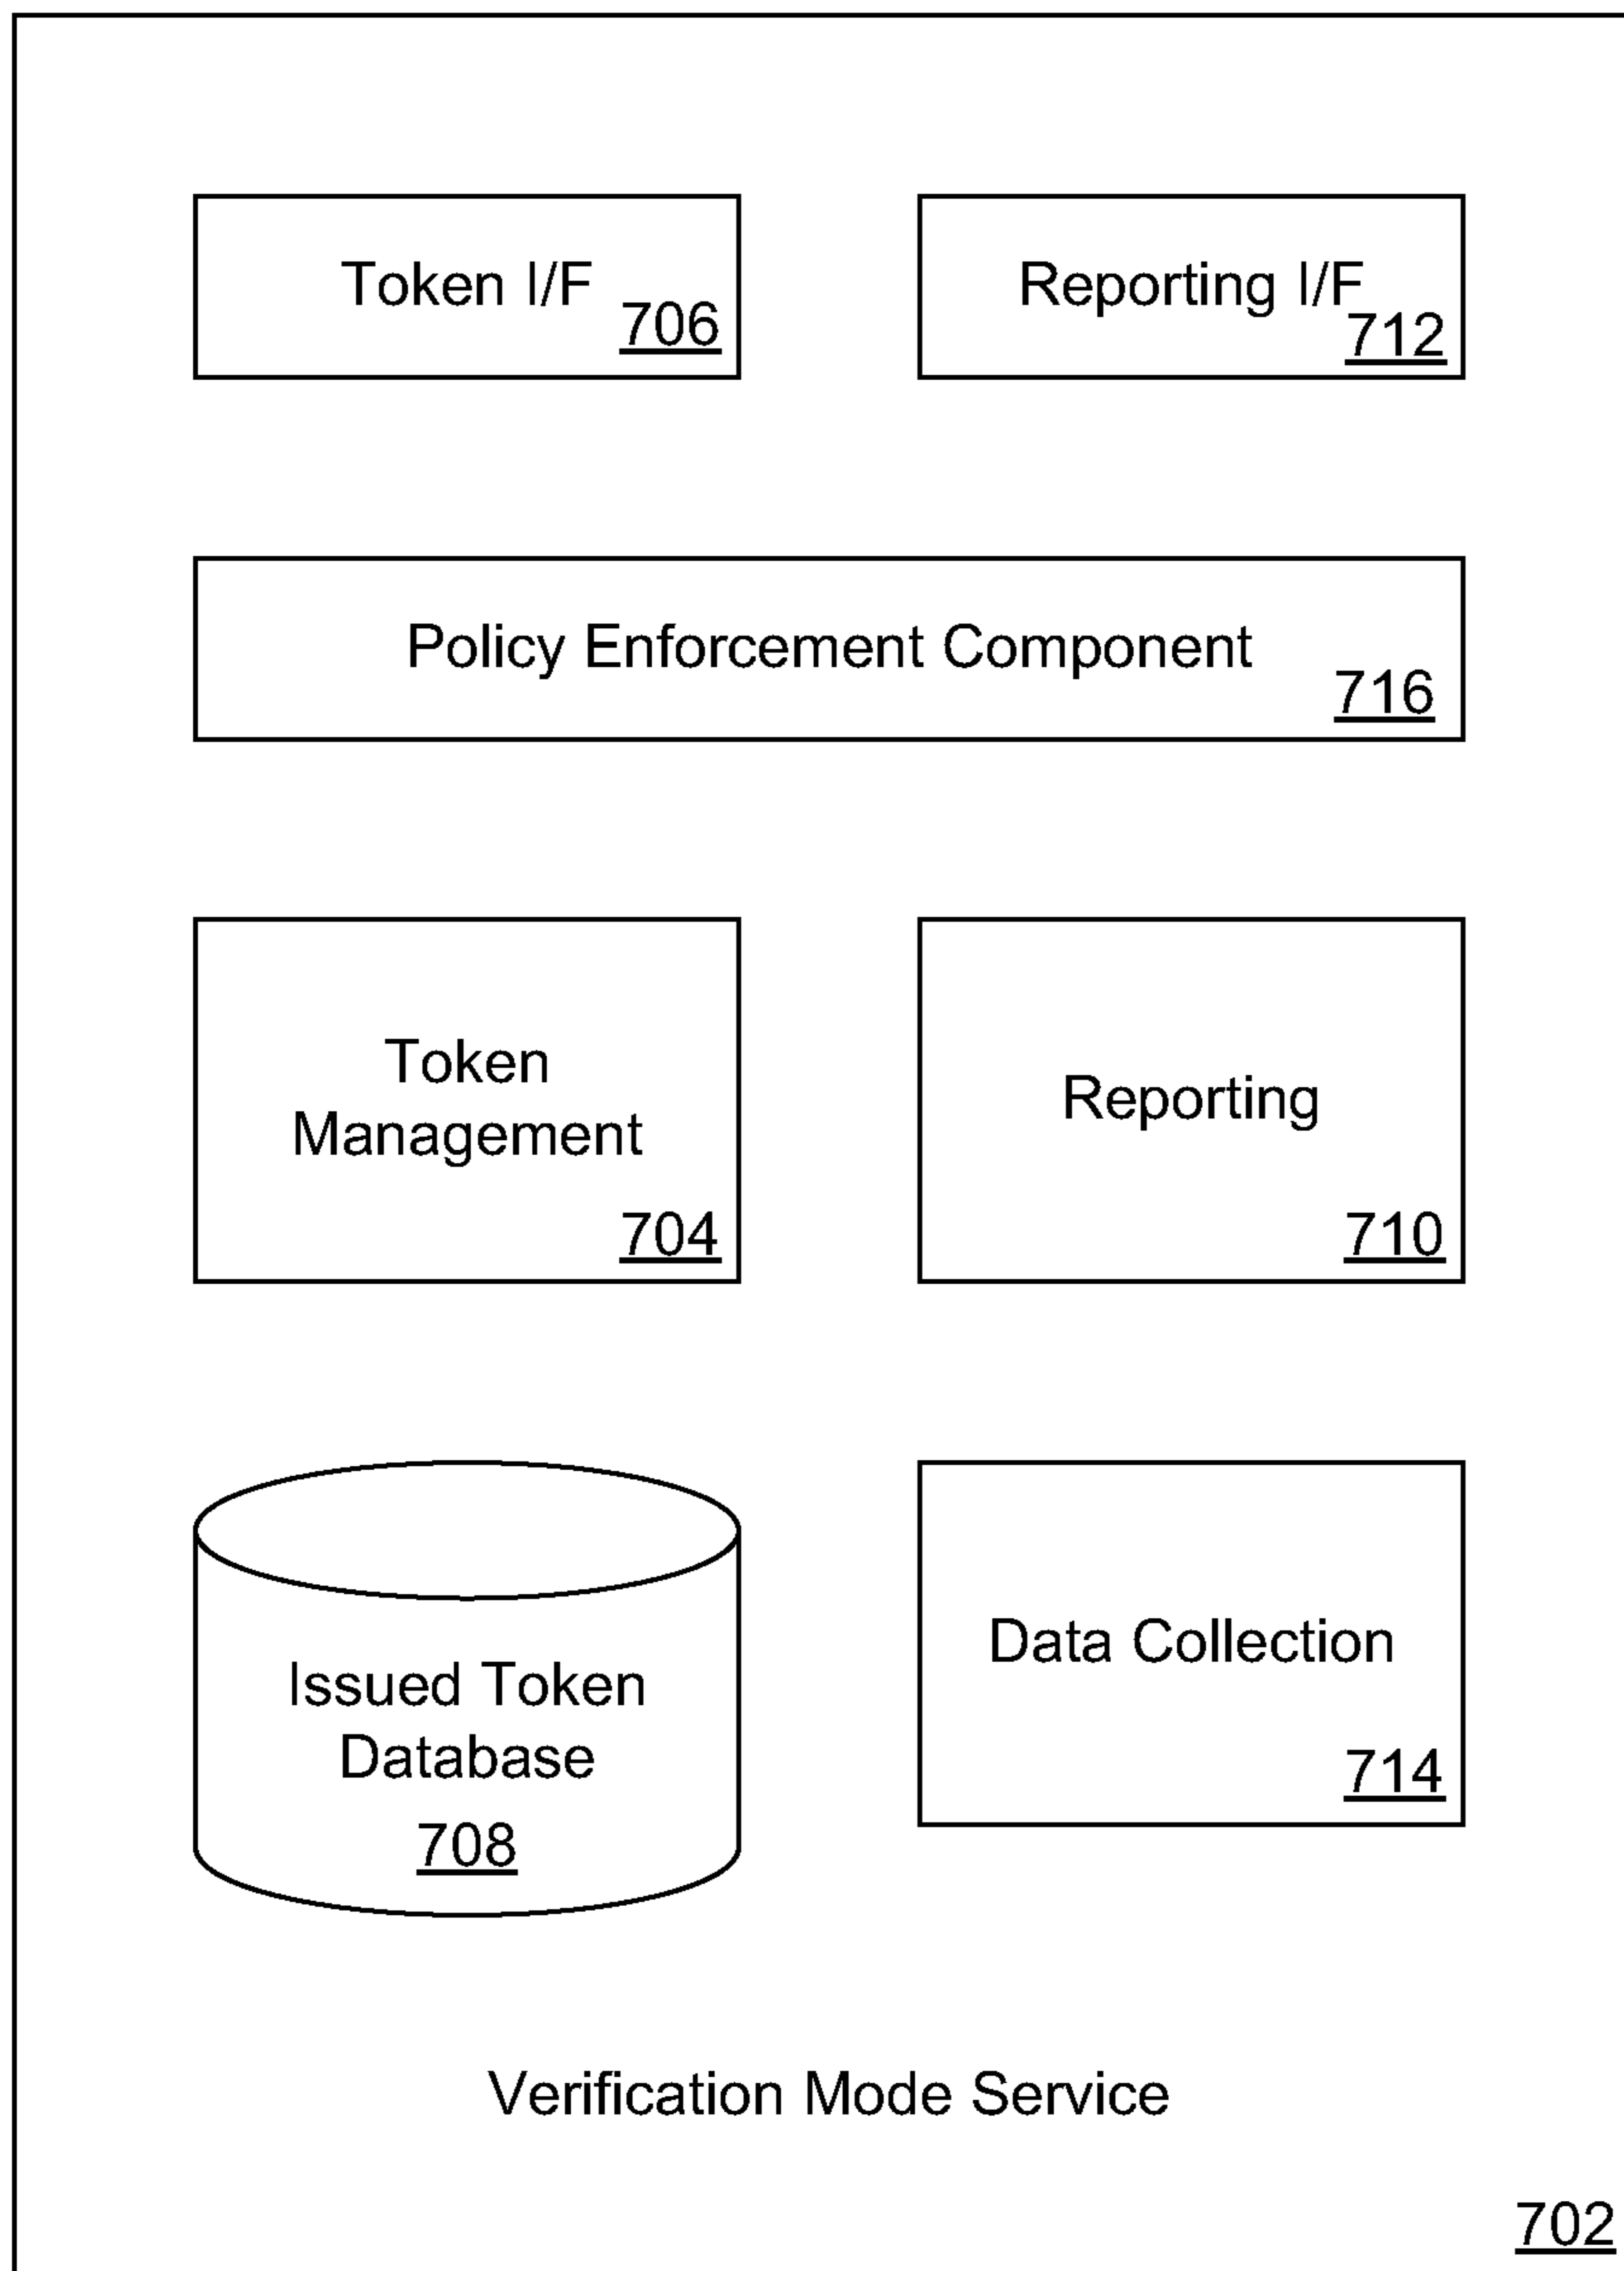 Token I/F
706
Reporting I/F
712
Policy Enforcement Component
716
Token
Management
704
Reporting
710
Issued Token
Database
708
Data Collection
714
Verification Mode Service
702